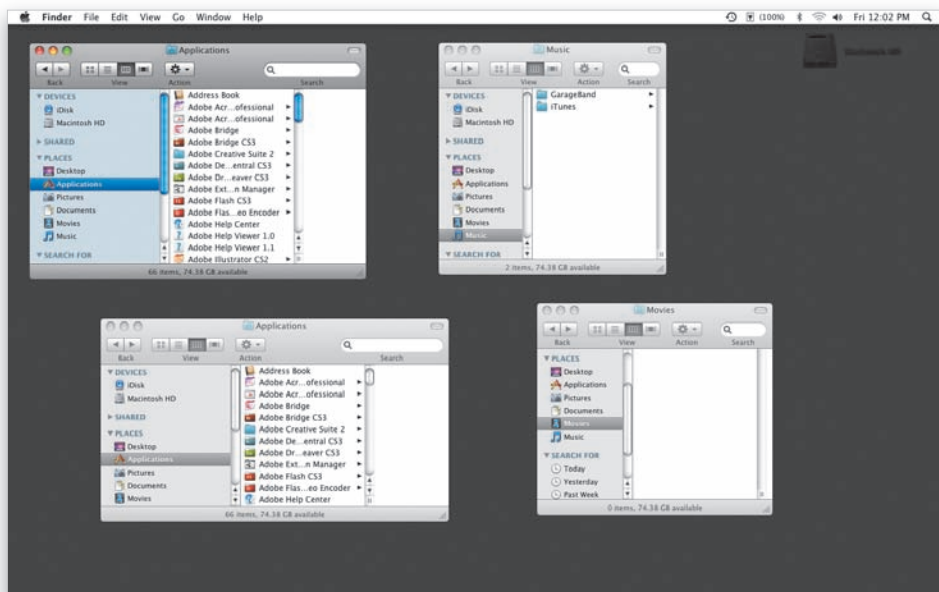 Finder File Edit View Go Window Help (100%) Fri 12:02 PM
Applications
Back View Action Search
DEVICES
iDisk
Macintosh HD
SHARED
PLACES
Desktop
Applications
Pictures
Documents
Movies
Music
SEARCH FOR
Address Book
Adobe Acr...ofessional
Adobe Acr...ofessional
Adobe Bridge
Adobe Bridge CS3
Adobe Creative Suite 2
Adobe De...entral CS3
Adobe Dr...eaver CS3
Adobe Ext...n Manager
Adobe Flash CS3
Adobe Flas...eo Encoder
Adobe Help Center
Adobe Help Viewer 1.0
Adobe Help Viewer 1.1
Adobe Illustrator CS2
66 items, 74.38 GB available
Music
Back View Action Search
DEVICES
iDisk
Macintosh HD
SHARED
PLACES
Desktop
Applications
Pictures
Documents
Movies
Music
SEARCH FOR
GarageBand
iTunes
2 items, 74.38 GB available
Applications
Back View Action Search
DEVICES
iDisk
Macintosh HD
SHARED
PLACES
Desktop
Applications
Pictures
Documents
Movies
Address Book
Adobe Acr...ofessional
Adobe Acr...ofessional
Adobe Bridge
Adobe Bridge CS3
Adobe Creative Suite 2
Adobe De...entral CS3
Adobe Dr...eaver CS3
Adobe Ext...n Manager
Adobe Flash CS3
Adobe Flas...eo Encoder
Adobe Help Center
66 items, 74.38 GB available
Movies
Back View Action Search
PLACES
Desktop
Applications
Pictures
Documents
Movies
Music
SEARCH FOR
Today
Yesterday
Past Week
0 items, 74.38 GB available